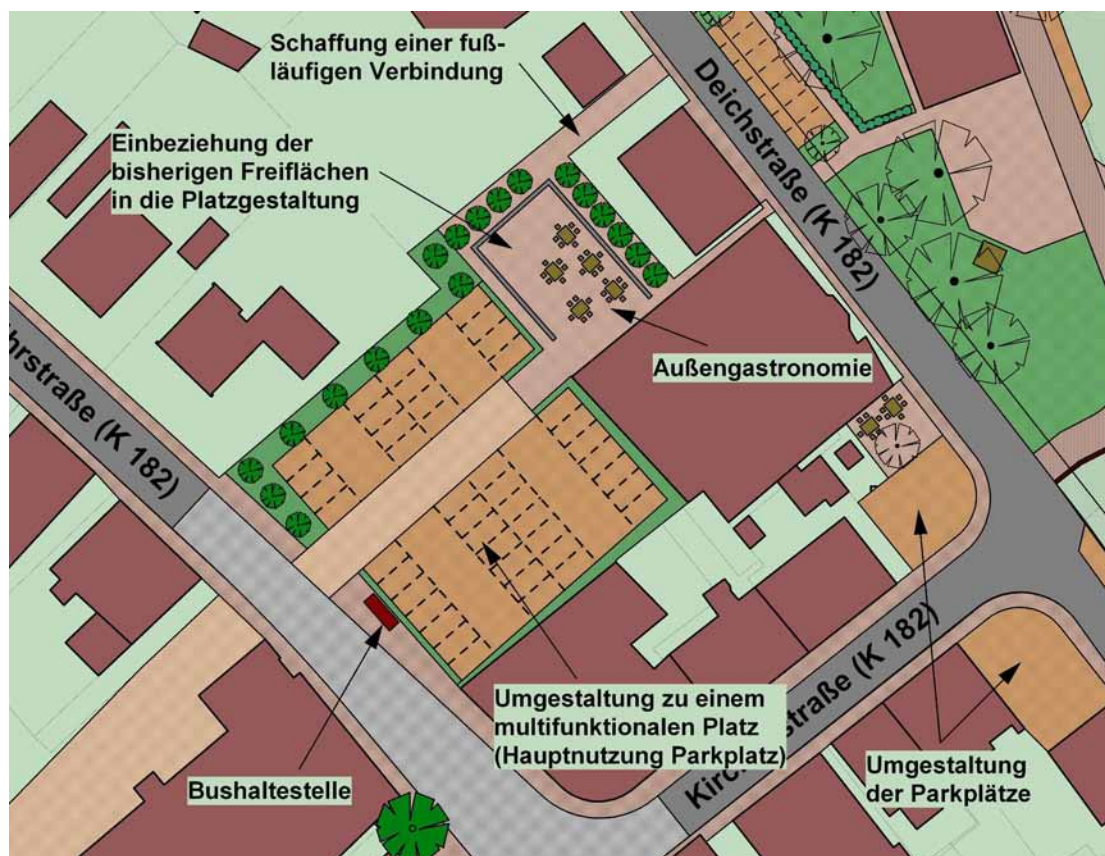 Schaffung einer fuß-
läufigen Verbindung
Deichstraße (K 182)
Einbeziehung der
bisherigen Freiflächen
in die Platzgestaltung
Außengastronomie
hrstraße (K 182)
Umgestaltung zu einem
multifunktionalen Platz
(Hauptnutzung Parkplatz)
(K 182)
Bushaltestelle
Umgestaltung
der Parkplätze